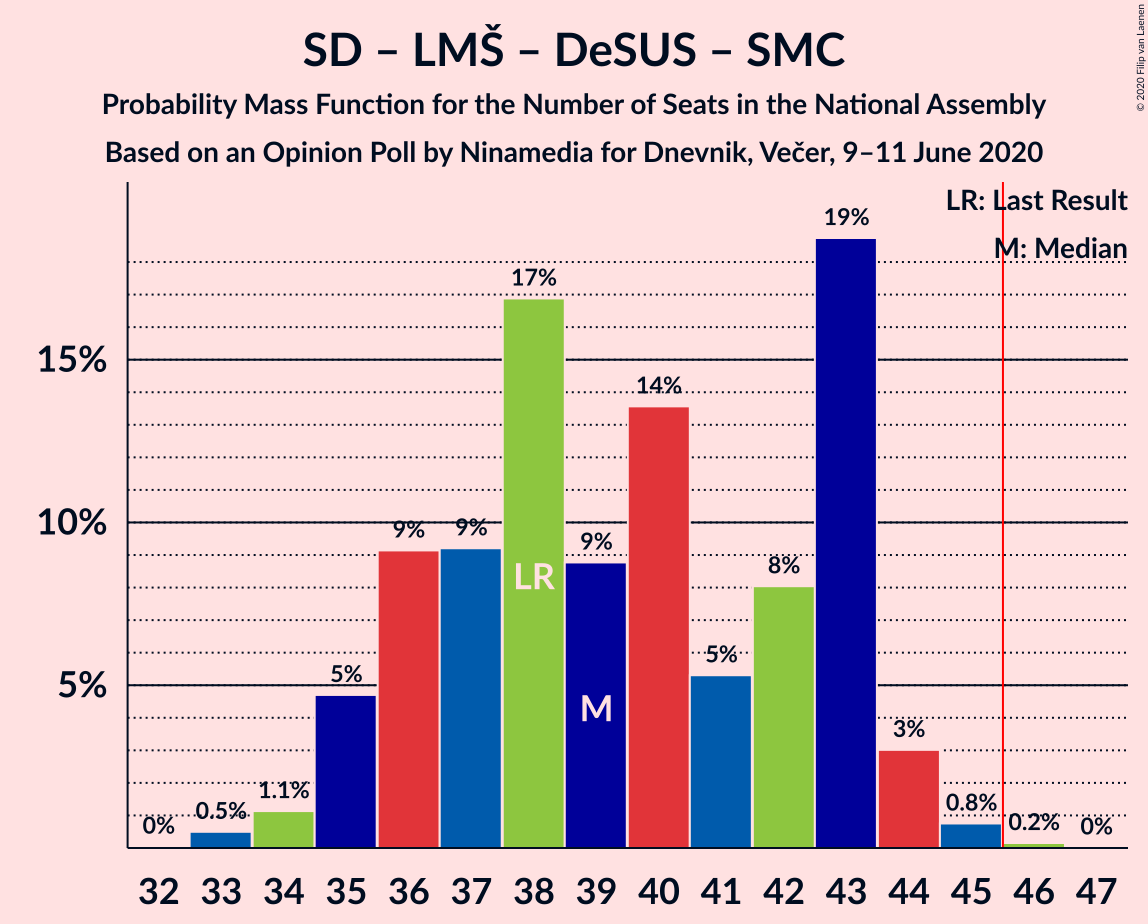 SD – LMŠ – DeSUS – SMC
Probability Mass Function for the Number of Seats in the National Assembly
Based on an Opinion Poll by Ninamedia for Dnevnik, Večer, 9–11 June 2020
© 2020 Filip van Laenen
LR: Last Result
M: Median
15%
10%
5%
0%
0.5%
1.1%
5%
9%
9%
17%
9%
14%
5%
8%
19%
3%
0.8%
0.2%
0%
LR
M
32 33 34 35 36 37 38 39 40 41 42 43 44 45 46 47